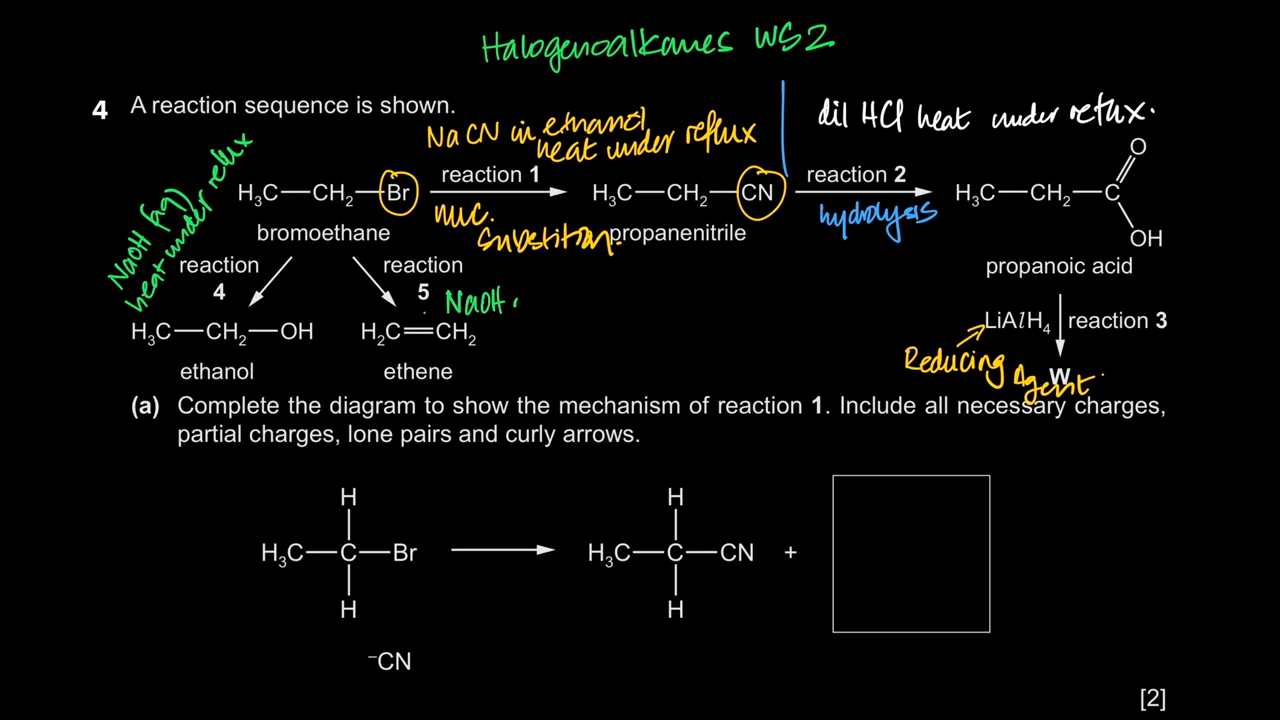 Halogenoalkanes WS2
4 A reaction sequence is shown.
NaCN in ethanol
heat under reflux
dil HCl heat under reflux.
NaOH (aq)
heat under reflux
H₃C—CH₂—Br
reaction 1
H₃C—CH₂—CN
reaction 2
H₃C—CH₂—C
O
OH
nuc.
substition.
hydrolysis
bromoethane
propanenitrile
propanoic acid
reaction
4
reaction
5
NaOH.
LiAlH₄
reaction 3
H₃C—CH₂—OH
H₂C=CH₂
Reducing Agent.
W
ethanol
ethene
(a) Complete the diagram to show the mechanism of reaction 1. Include all necessary charges,
partial charges, lone pairs and curly arrows.
H
H
H₃C—C—Br
H₃C—C—CN +
H
H
⁻CN
[2]